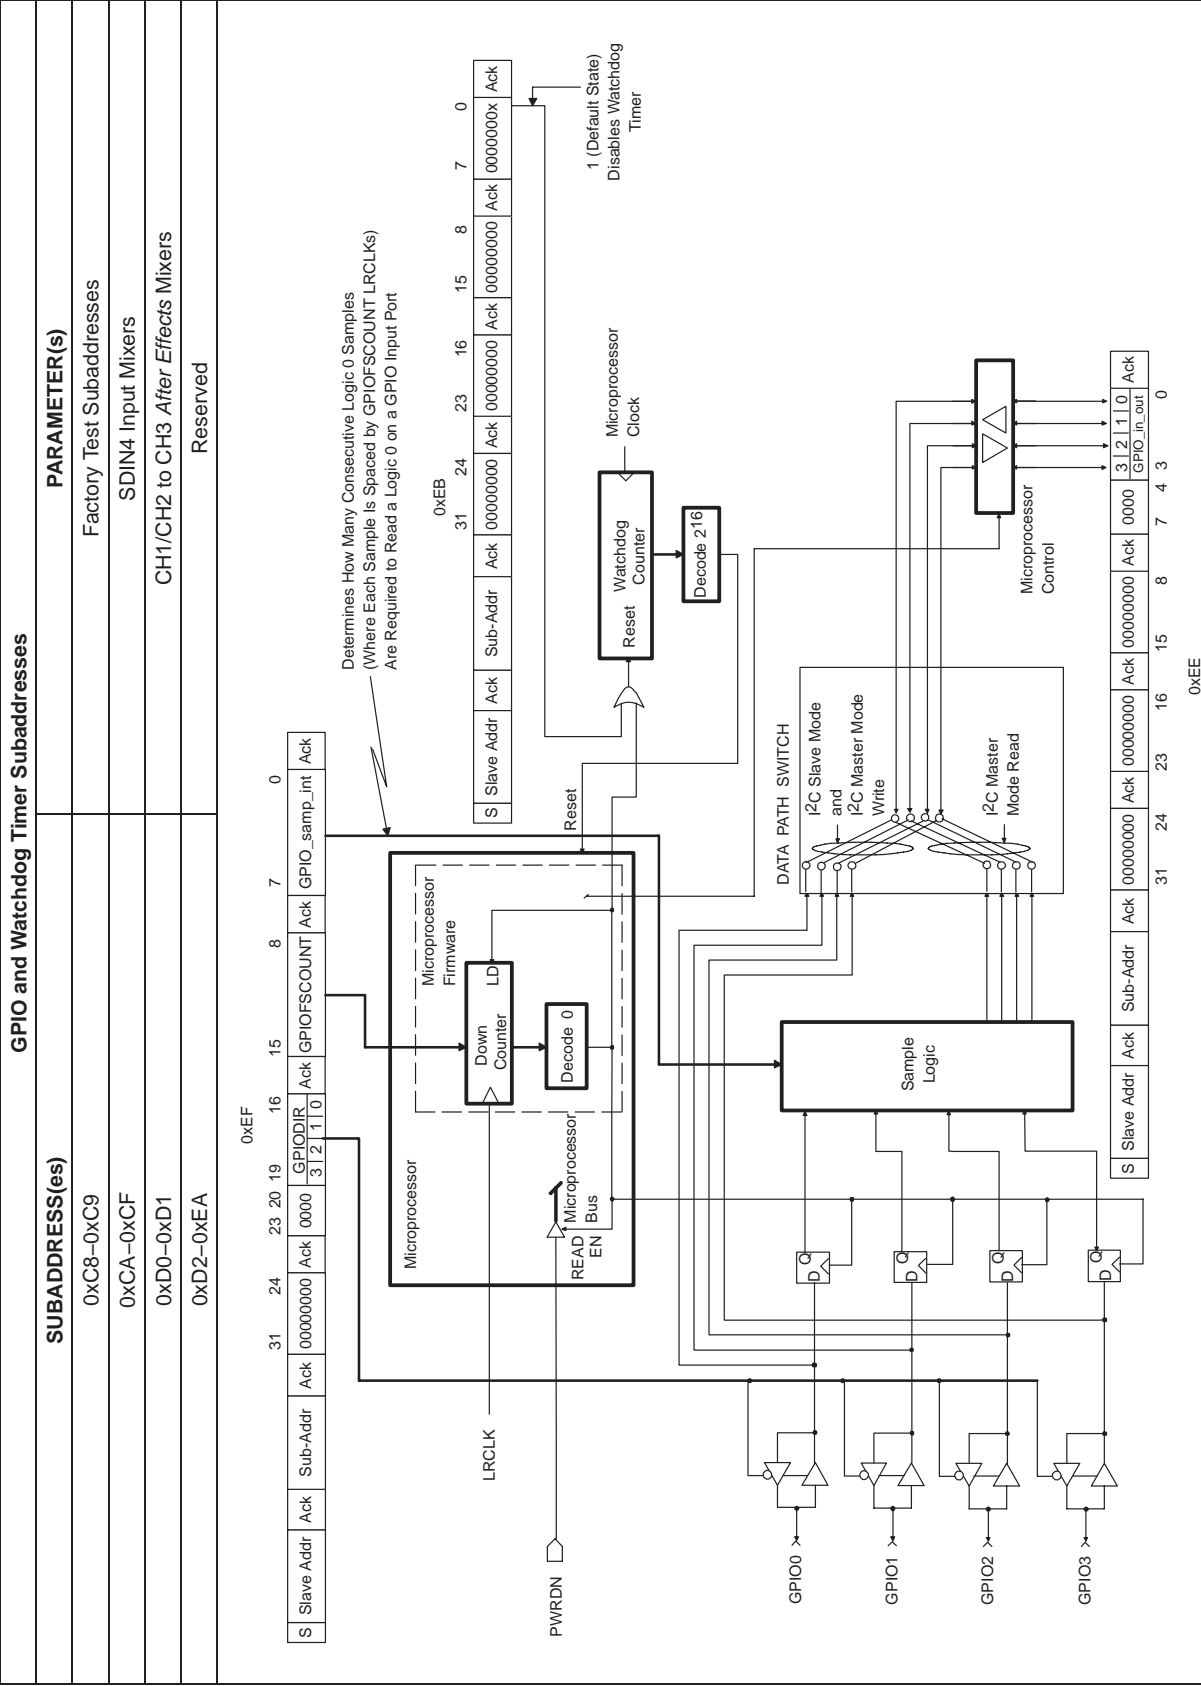 GPIO and Watchdog Timer Subaddresses
SUBADDRESS(es) PARAMETER(s)
0xC8–0xC9 Factory Test Subaddresses
0xCA–0xCF SDIN4 Input Mixers
0xD0–0xD1 CH1/CH2 to CH3 After Effects Mixers
0xD2–0xEA Reserved
0xEF
31 24 23 20 19 16 15 8 7 0
S Slave Addr Ack Sub-Addr Ack 00000000 Ack 0000 GPIODIR 3 2 1 0 Ack GPIOFSCOUNT Ack GPIO_samp_int Ack
Determines How Many Consecutive Logic 0 Samples
(Where Each Sample Is Spaced by GPIOFSCOUNT LRCLKs)
Are Required to Read a Logic 0 on a GPIO Input Port
0xEB
31 24 23 16 15 8 7 0
S Slave Addr Ack Sub-Addr Ack 00000000 Ack 00000000 Ack 00000000 Ack 0000000x Ack
1 (Default State)
Disables Watchdog
Timer
Microprocessor
Microprocessor
Firmware
LRCLK
Down
Counter
LD
Decode 0
PWRDN
Microprocessor
Bus
READ
EN
Reset
Reset
Watchdog
Counter
Microprocessor
Clock
Decode 2^16
DATA PATH SWITCH
I2C Slave Mode
and
I2C Master Mode
Write
I2C Master
Mode Read
Microprocessor
Control
Sample
Logic
GPIO0
D Q
GPIO1
D Q
GPIO2
D Q
GPIO3
D Q
S Slave Addr Ack Sub-Addr Ack 00000000 Ack 00000000 Ack 00000000 Ack 0000 3 2 1 0 GPIO_in_out Ack
31 24 23 16 15 8 7 4 3 0
0xEE